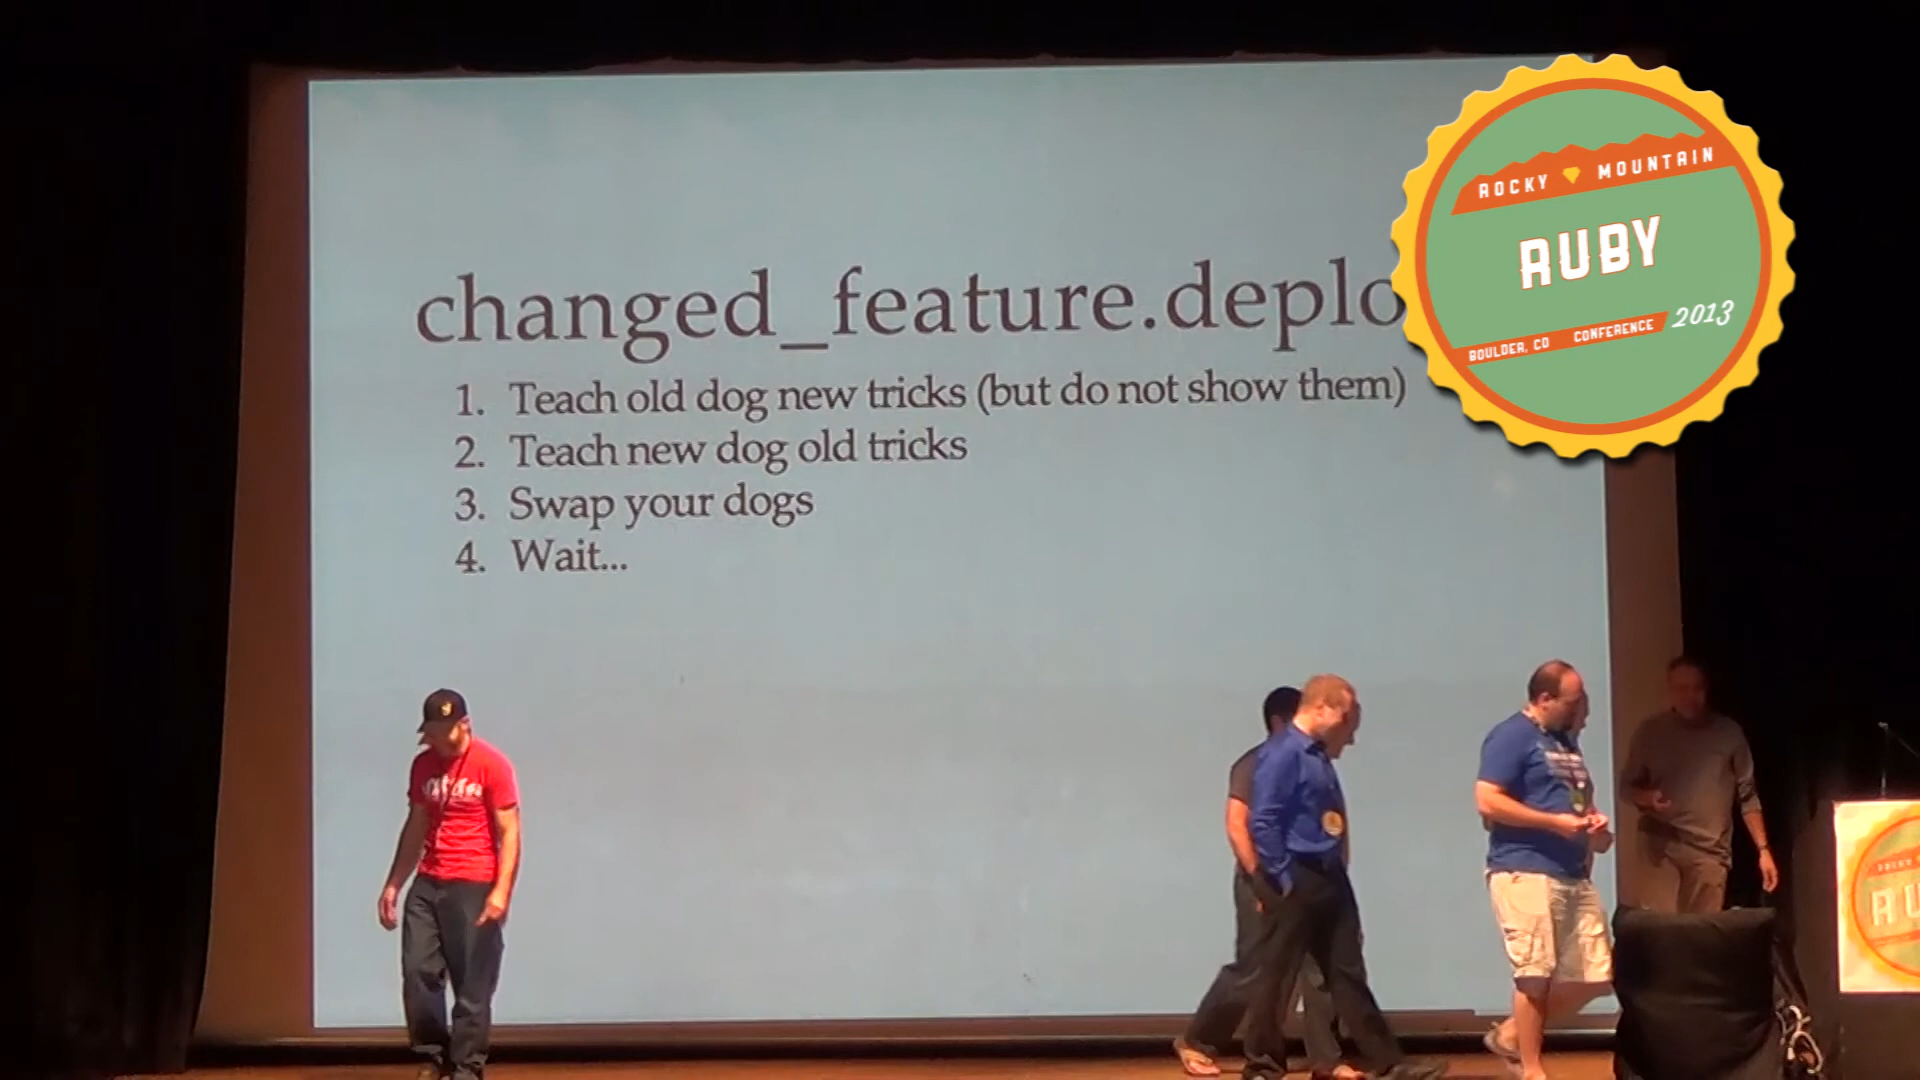 changed_feature.deplo
1. Teach old dog new tricks (but do not show them)
2. Teach new dog old tricks
3. Swap your dogs
4. Wait...
ROCKY MOUNTAIN
RUBY
BOULDER, CO CONFERENCE 2013
RU